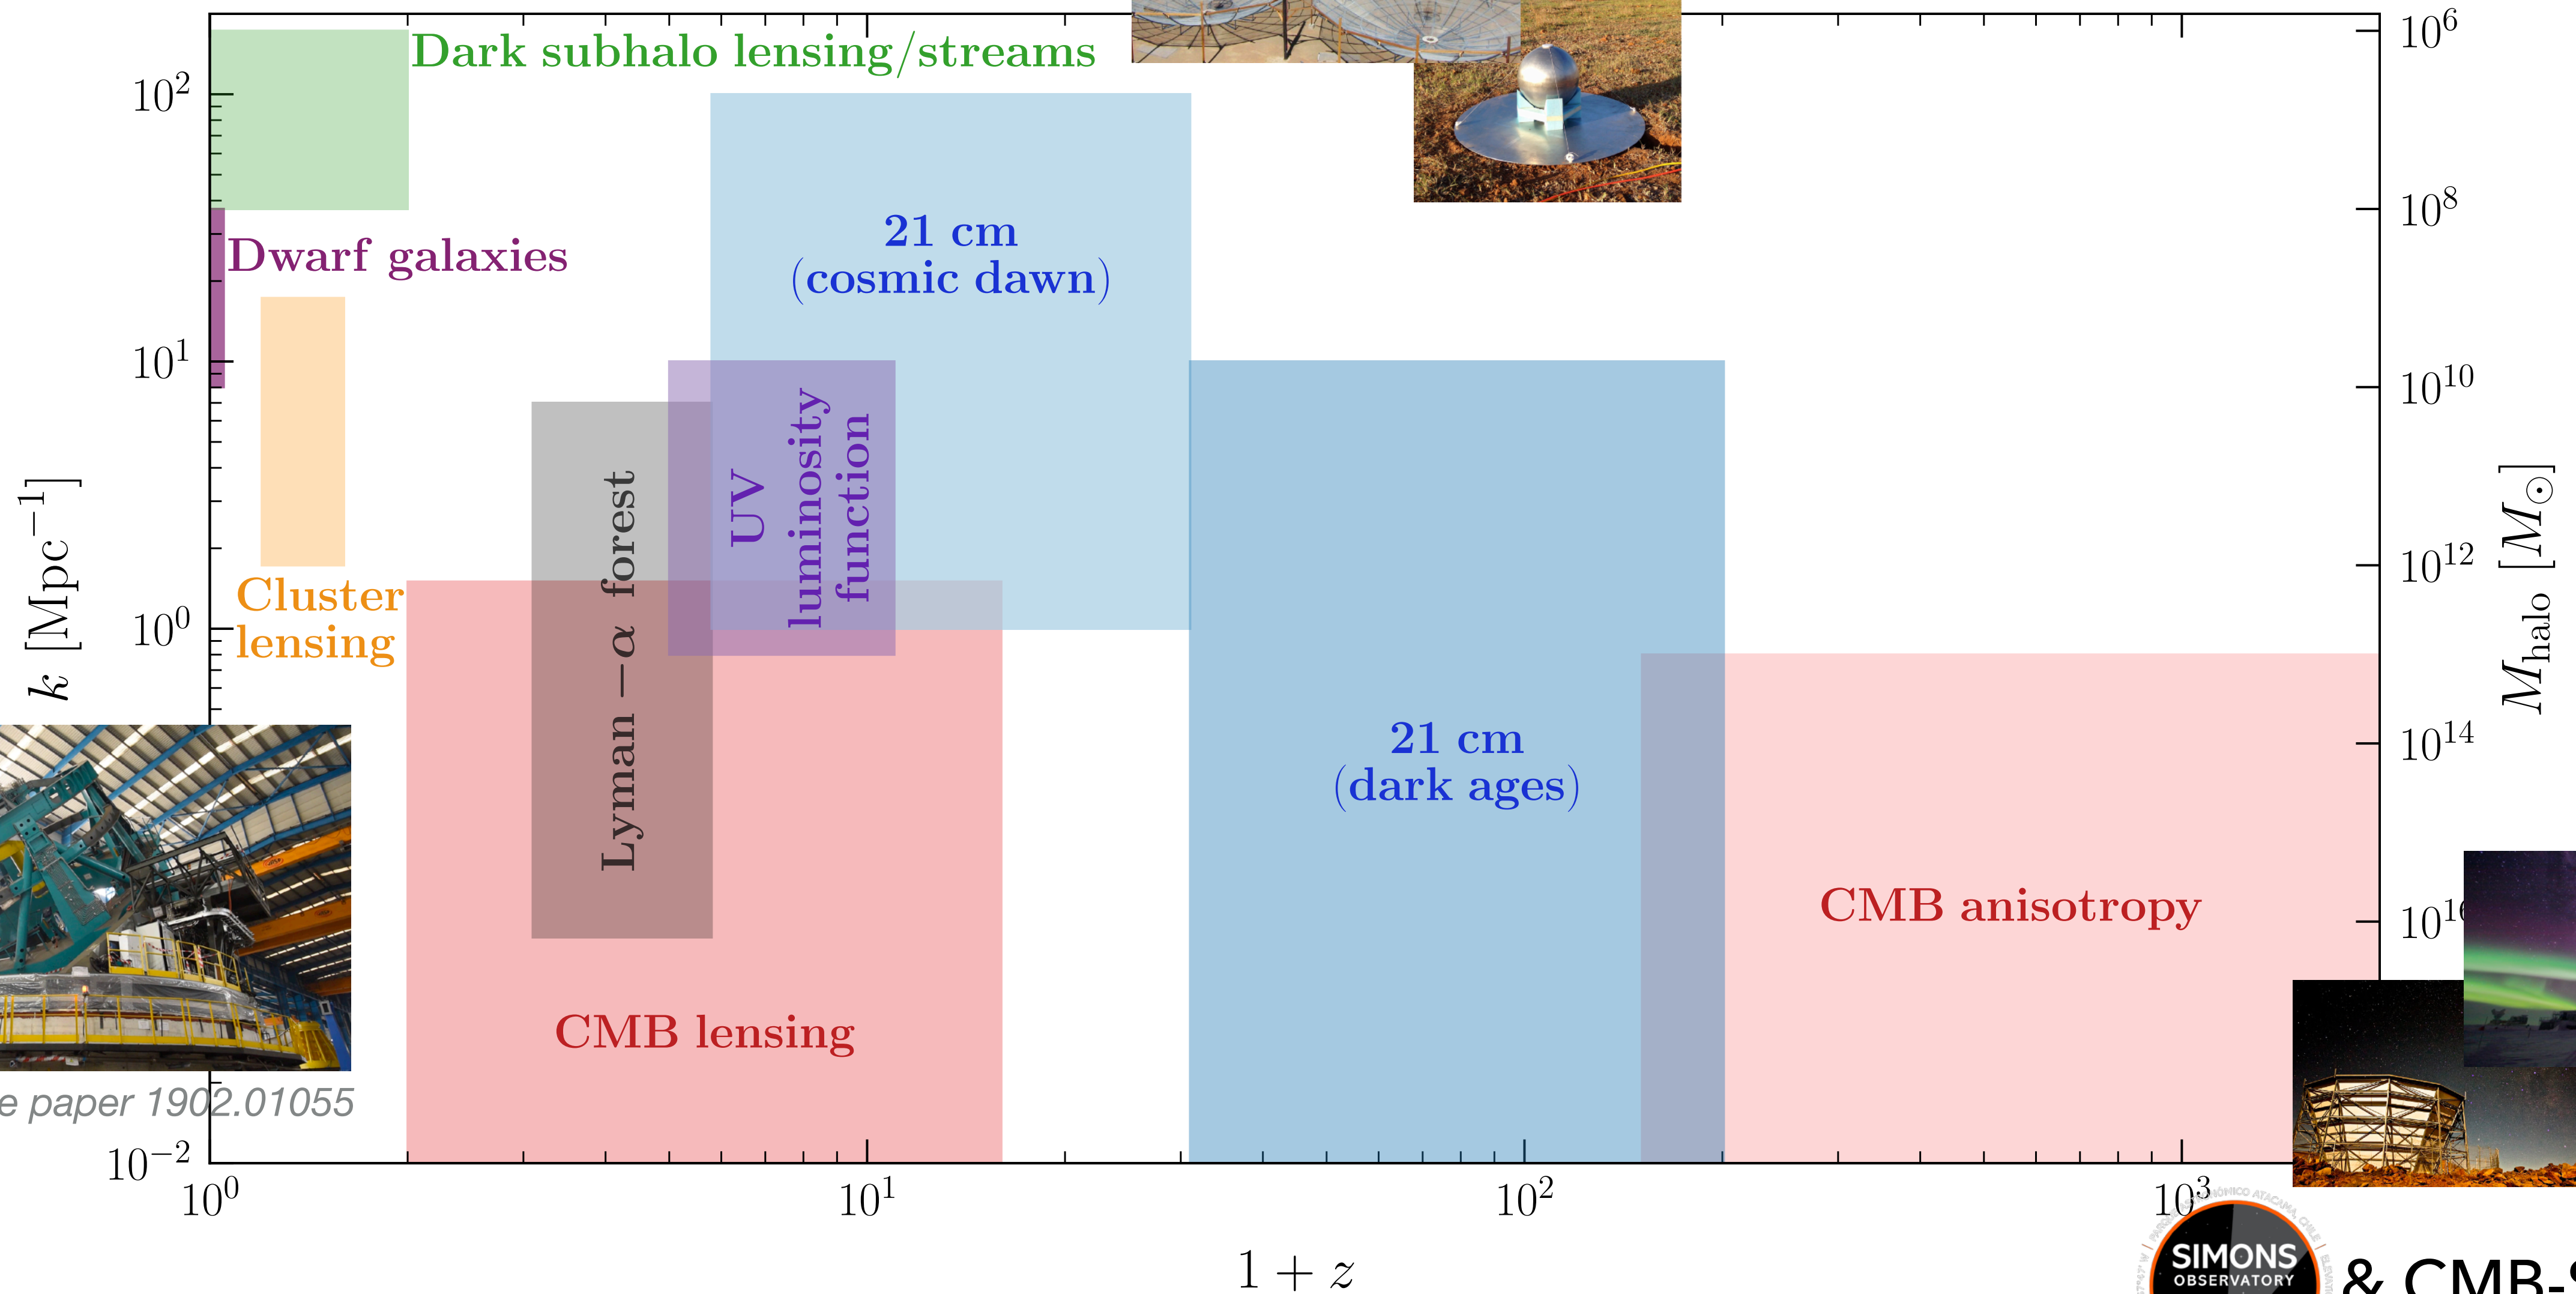 Dark subhalo lensing/streams
10^6
10^2
10^8
21 cm
(cosmic dawn)
Dwarf galaxies
10^1
10^10
UV
luminosity
function
Lyman −α forest
k [Mpc^−1]
M_halo [M_⊙]
10^12
Cluster
lensing
10^0
21 cm
(dark ages)
10^14
CMB anisotropy
10^16
CMB lensing
paper 1902.01055
10^−2
10^0
10^1
10^2
10^3
1 + z
SIMONS
OBSERVATORY
& CMB-